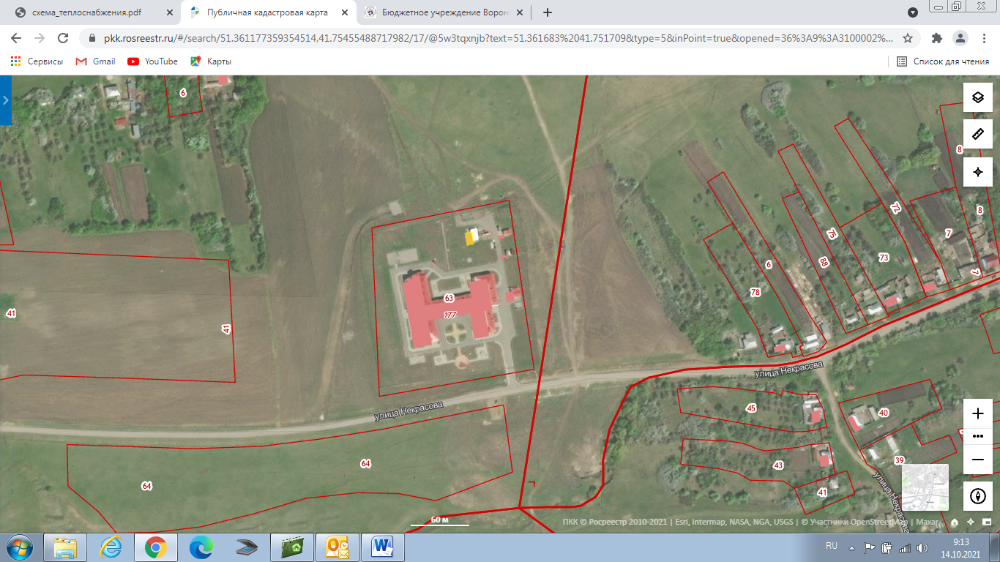 схема_теплоснабжения.pdf
Публичная кадастровая карта
Бюджетное учреждение Ворон
pkk.rosreestr.ru/#/search/51.361177359354514,41.75455488717982/17/@5w3tqxnjb?text=51.361683%2041.751709&type=5&inPoint=true&opened=36%3A9%3A3100002%...
Сервисы
Gmail
YouTube
Карты
Список для чтения
6
8
72
8
75
7
73
88
6
7
78
63
177
41
41
улица Некрасова
улица Некрасова
45
40
64
43
39
64
41
улица Некрасова
60 м
ПКК © Росреестр 2010-2021 | Esri, Intermap, NASA, NGA, USGS | © Участники OpenStreetMap | Maxar,
RU
9:13
14.10.2021